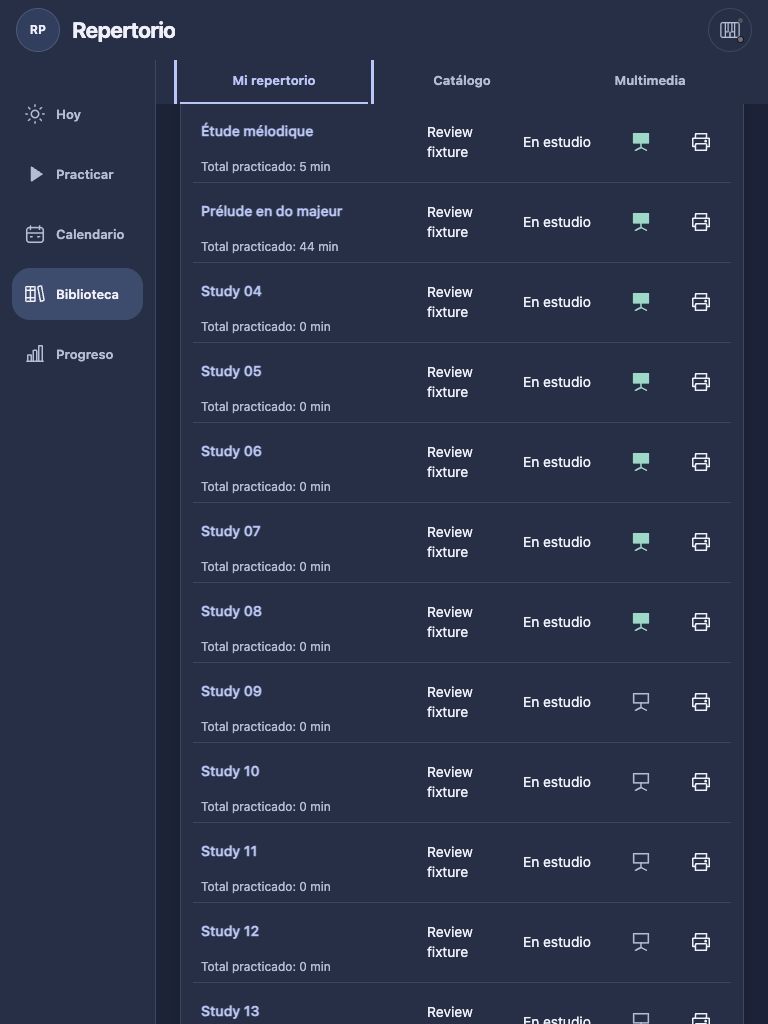 RP
Repertorio
Mi repertorio
Catálogo
Multimedia
Hoy
Practicar
Calendario
Biblioteca
Progreso
Étude mélodique
Total practicado: 5 min
Review
fixture
En estudio
Prélude en do majeur
Total practicado: 44 min
Review
fixture
En estudio
Study 04
Total practicado: 0 min
Review
fixture
En estudio
Study 05
Total practicado: 0 min
Review
fixture
En estudio
Study 06
Total practicado: 0 min
Review
fixture
En estudio
Study 07
Total practicado: 0 min
Review
fixture
En estudio
Study 08
Total practicado: 0 min
Review
fixture
En estudio
Study 09
Total practicado: 0 min
Review
fixture
En estudio
Study 10
Total practicado: 0 min
Review
fixture
En estudio
Study 11
Total practicado: 0 min
Review
fixture
En estudio
Study 12
Total practicado: 0 min
Review
fixture
En estudio
Study 13
Review
En estudio